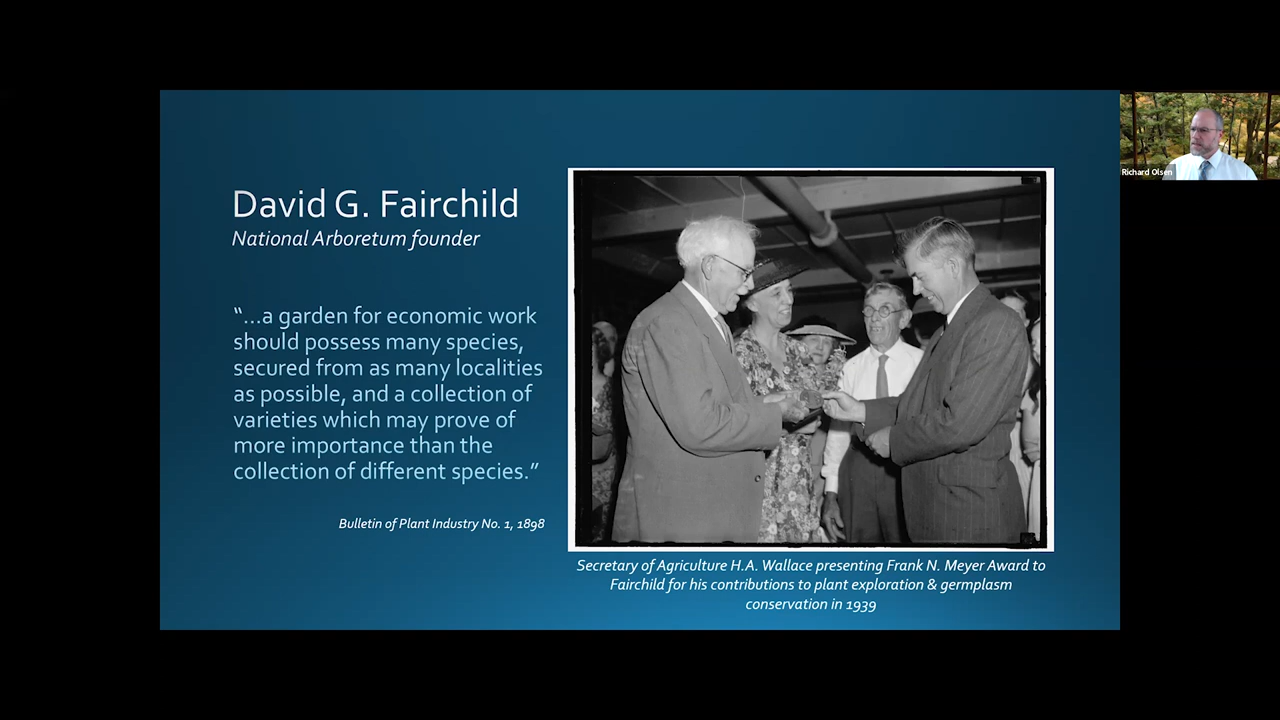 David G. Fairchild
National Arboretum founder
“...a garden for economic work
should possess many species,
secured from as many localities
as possible, and a collection of
varieties which may prove of
more importance than the
collection of different species.”
Bulletin of Plant Industry No. 1, 1898
Secretary of Agriculture H.A. Wallace presenting Frank N. Meyer Award to
Fairchild for his contributions to plant exploration & germplasm
conservation in 1939
Richard Olsen